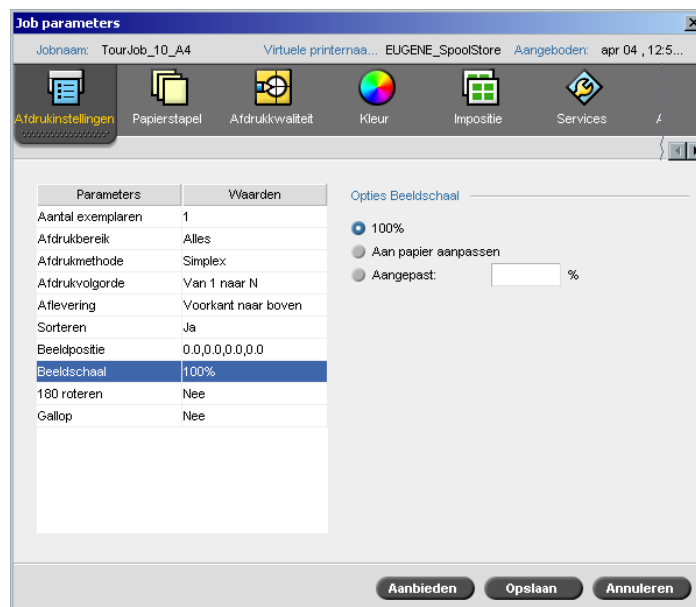 Job parameters
Jobnaam: TourJob_10_A4 Virtuele printernaa... EUGENE_SpoolStore Aangeboden: apr 04 , 12:5...
Afdrukinstellingen Papierstapel Afdrukkwaliteit Kleur Impositie Services
Parameters Waarden
Aantal exemplaren 1
Afdrukbereik Alles
Afdrukmethode Simplex
Afdrukvolgorde Van 1 naar N
Aflevering Voorkant naar boven
Sorteren Ja
Beeldpositie 0.0,0.0,0.0,0.0
Beeldschaal 100%
180 roteren Nee
Gallop Nee
Opties Beeldschaal
100%
Aan papier aanpassen
Aangepast: %
Aanbieden Opslaan Annuleren